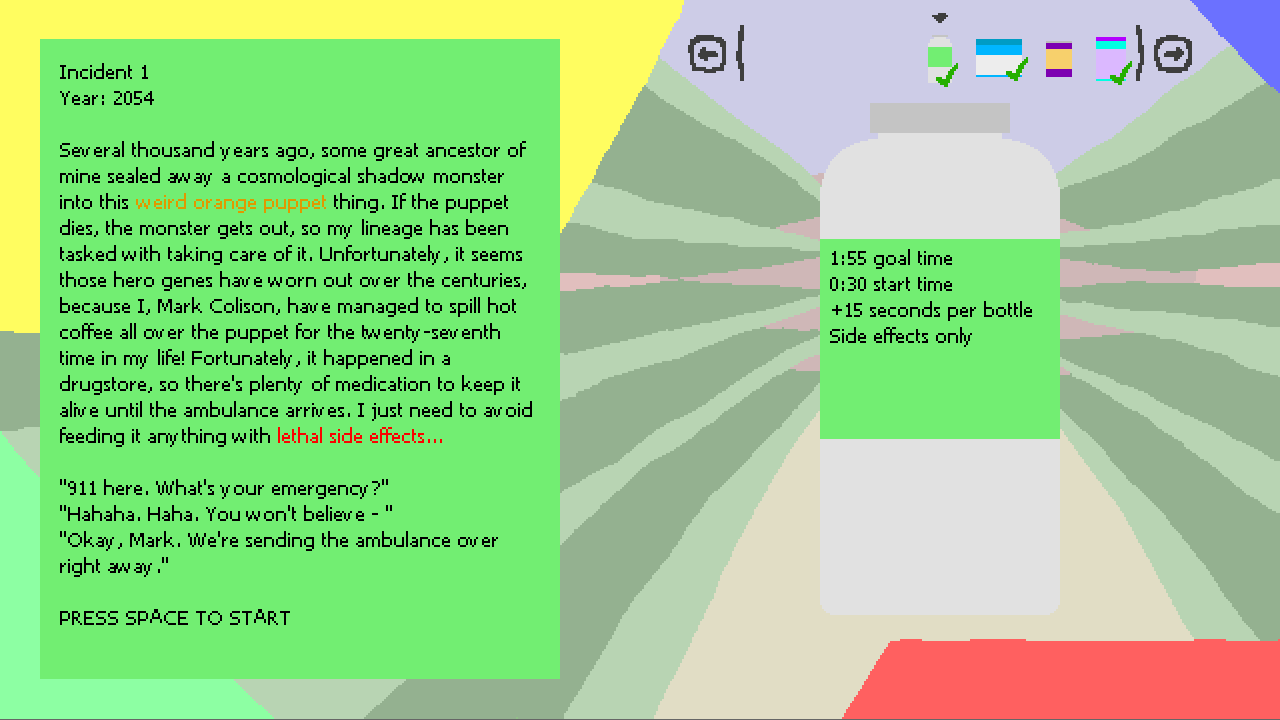 Incident 1
Year: 2054
Several thousand years ago, some great ancestor of
mine sealed away a cosmological shadow monster
into this weird orange puppet thing. If the puppet
dies, the monster gets out, so my lineage has been
tasked with taking care of it. Unfortunately, it seems
those hero genes have worn out over the centuries,
because I, Mark Colison, have managed to spill hot
coffee all over the puppet for the twenty-seventh
time in my life! Fortunately, it happened in a
drugstore, so there's plenty of medication to keep it
alive until the ambulance arrives. I just need to avoid
feeding it anything with lethal side effects...
"911 here. What's your emergency?"
"Hahaha. Haha. You won't believe - "
"Okay, Mark. We're sending the ambulance over
right away."
PRESS SPACE TO START
1:55 goal time
0:30 start time
+15 seconds per bottle
Side effects only